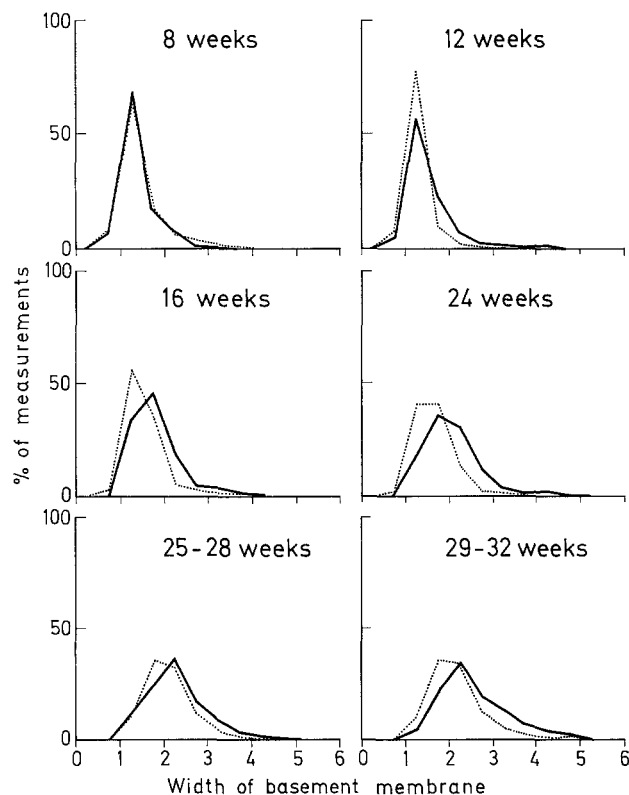 100
50
0
8 weeks
12 weeks
100
50
0
16 weeks
24 weeks
% of measurements
100
50
0
25-28 weeks
29-32 weeks
0 1 2 3 4 5 6
0 1 2 3 4 5 6
Width of basement membrane